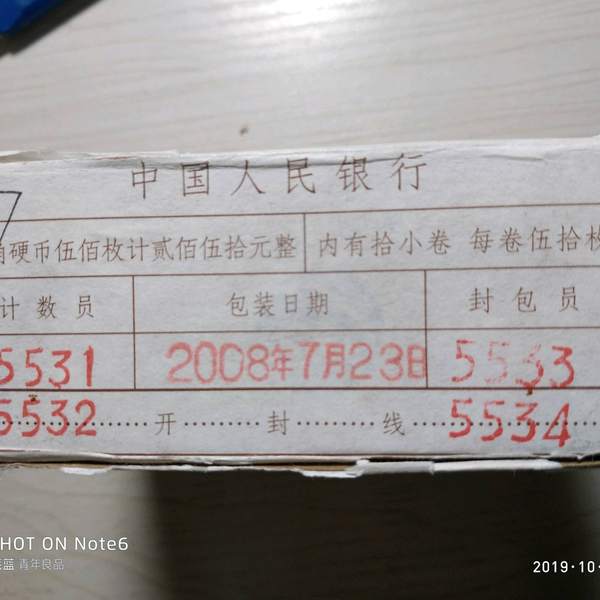 中国人民银行
角硬币伍佰枚计贰佰伍拾元整 内有拾小卷 每卷伍拾枚
计数员 包装日期 封包员
5531 2008年7月23日 5533
5532 开封线 5534
SHOT ON Note6
青年良品
2019·10·